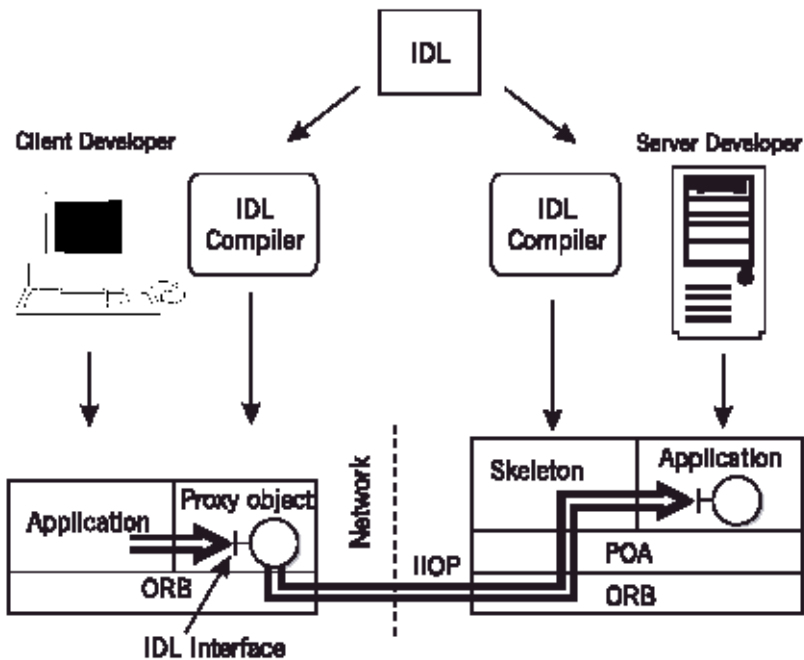 IDL
Client Developer
Server Developer
IDL
Compiler
IDL
Compiler
Network
Application
Proxy object
ORB
IDL Interface
IIOP
Skeleton
Application
POA
ORB